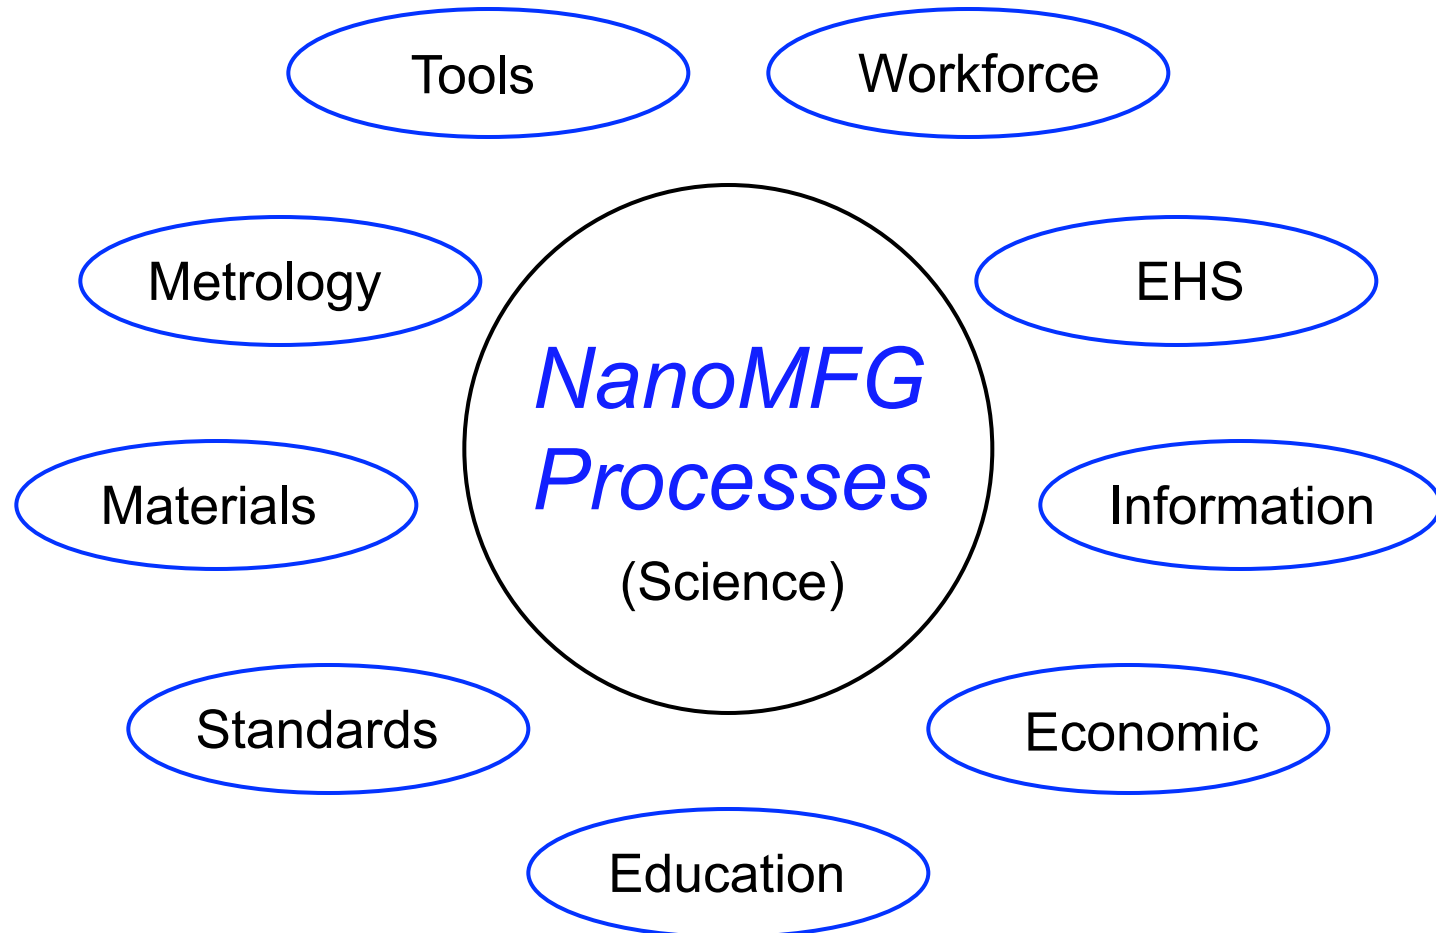 Tools
Workforce
Metrology
EHS
NanoMFG
Processes
(Science)
Materials
Information
Standards
Economic
Education